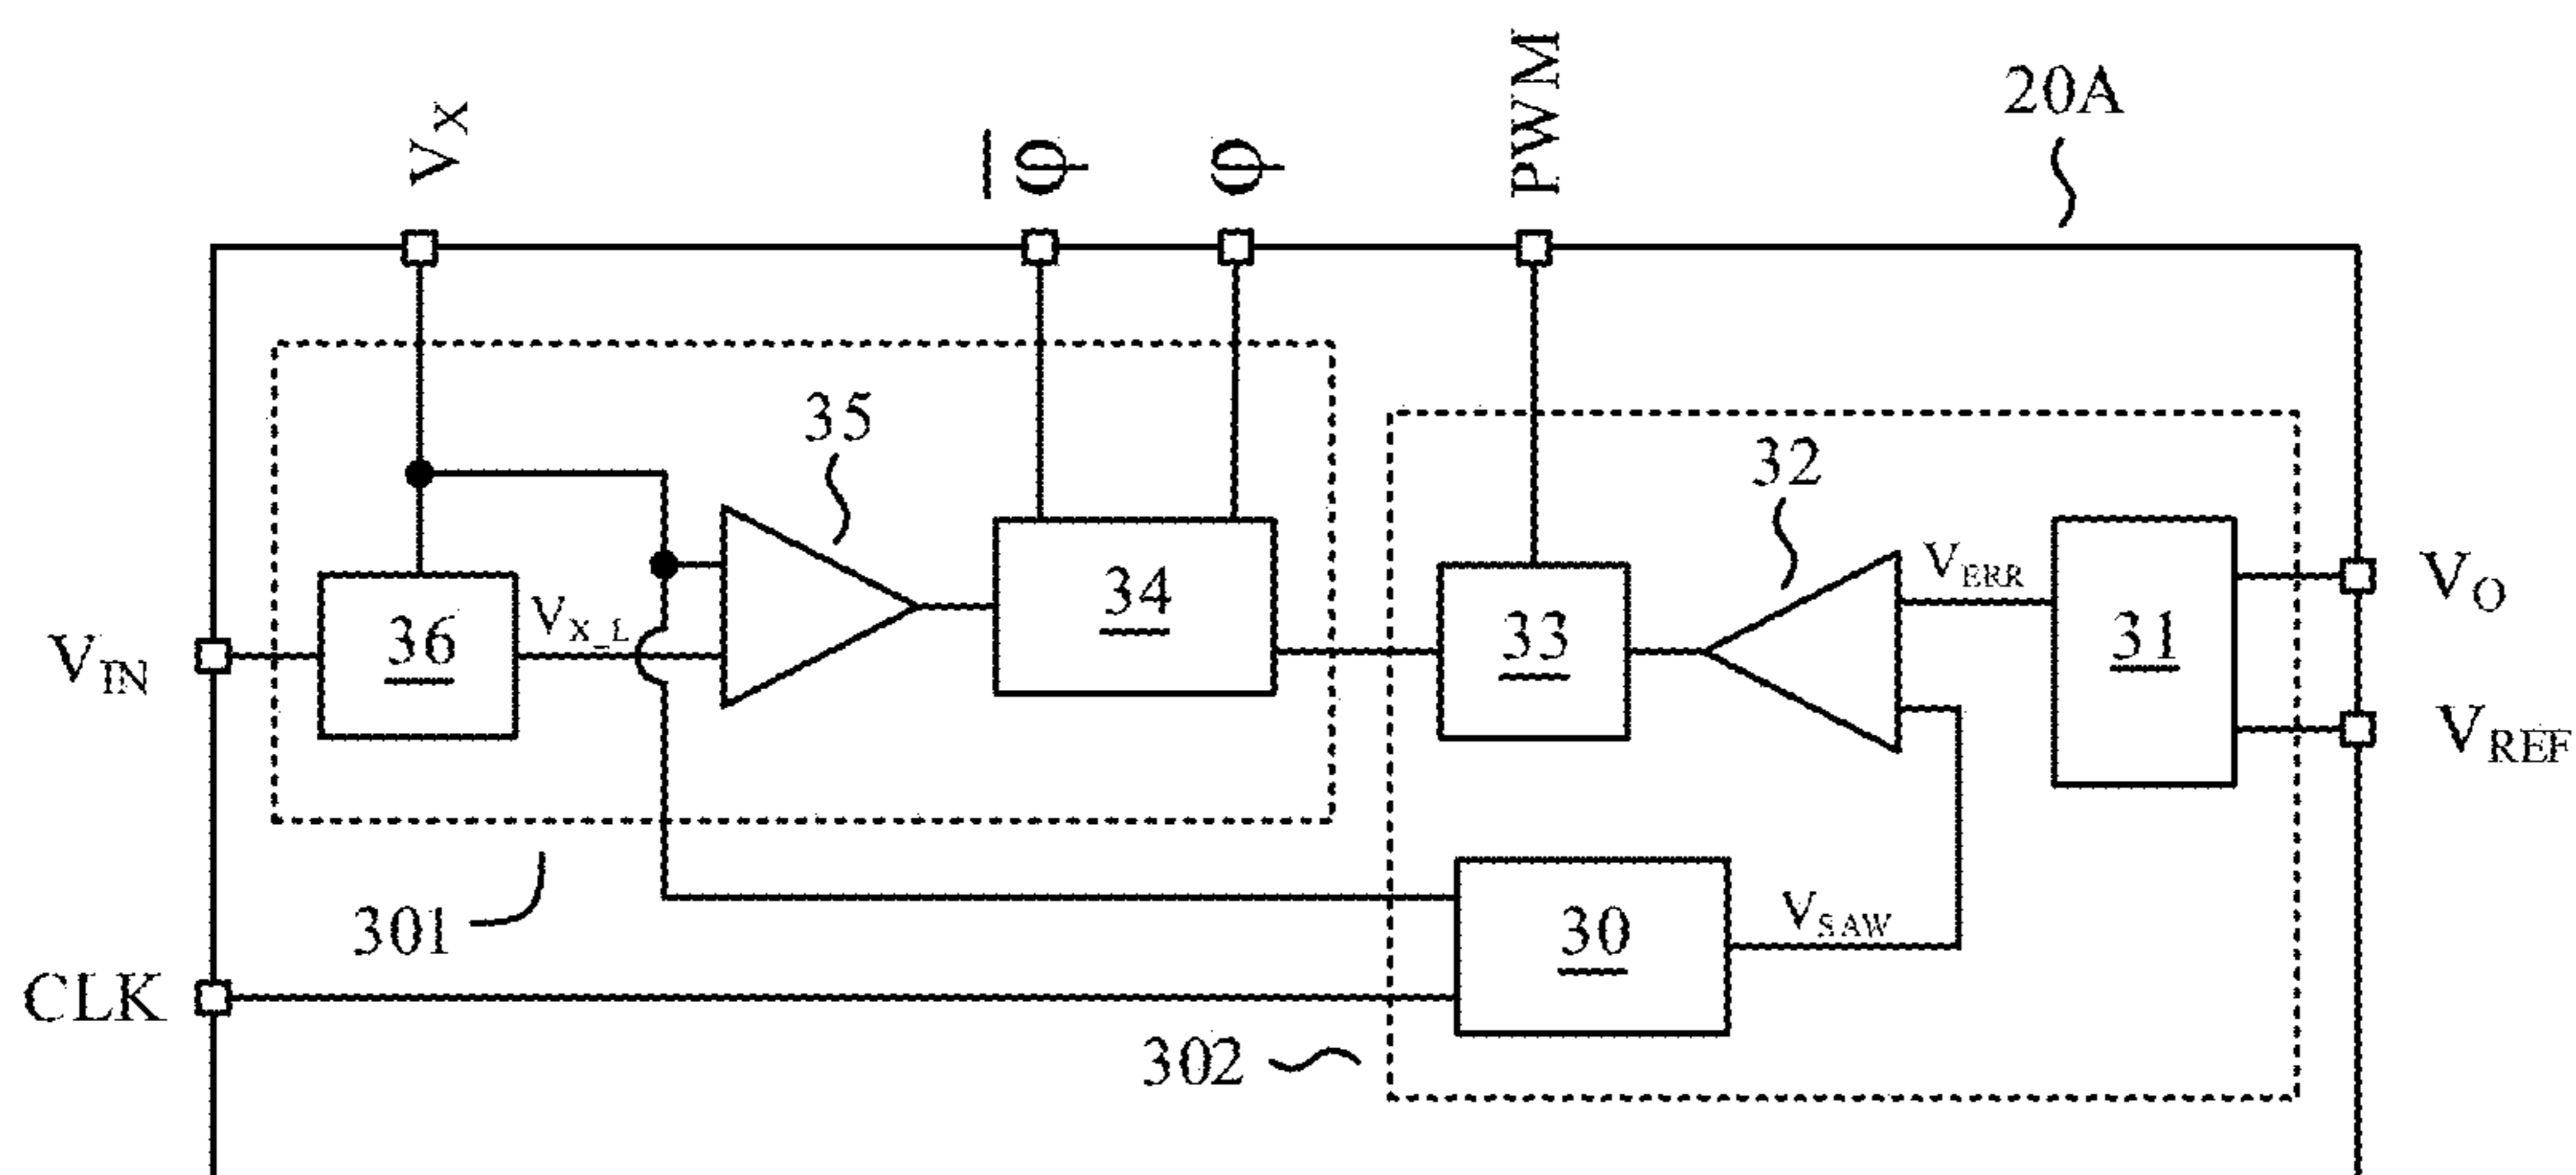 V_X
φ̅
φ
PWM
20A
35
32
34
33
V_ERR
31
V_O
V_IN
36
V_X_L
V_REF
301
30
V_SAW
CLK
302